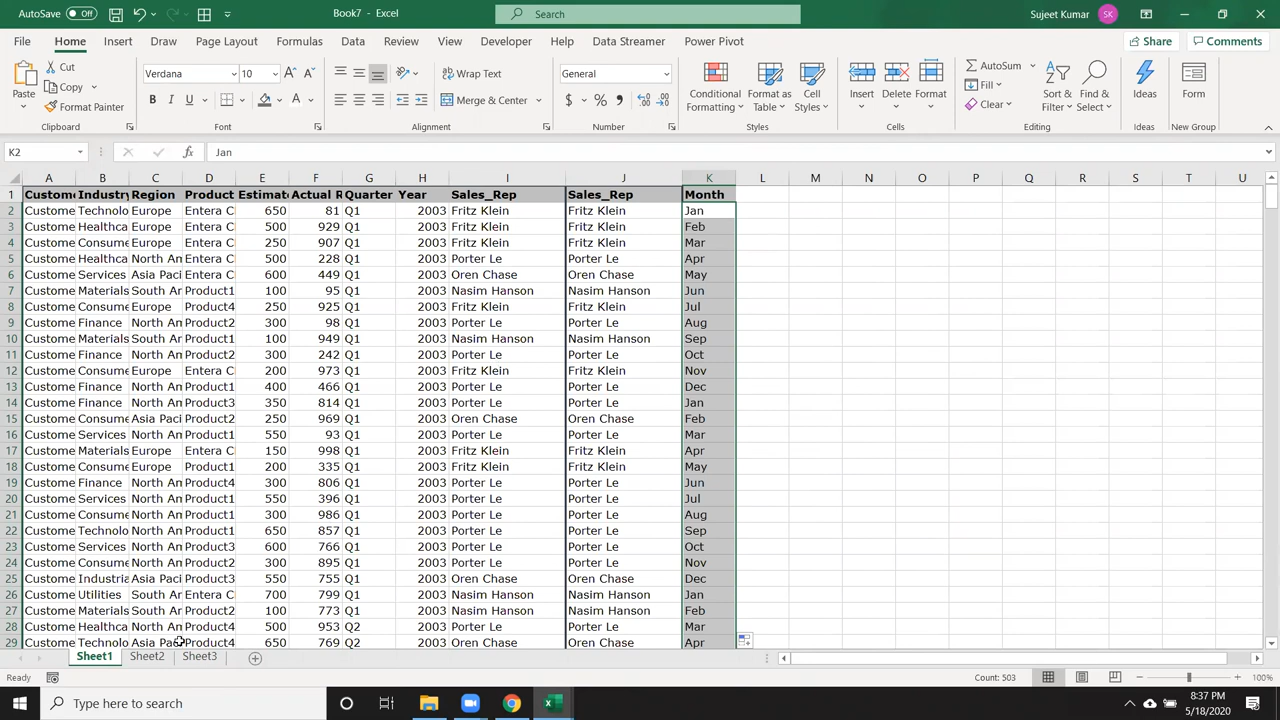 AutoSave Off Book7 - Excel Search Sujeet Kumar SK
File Home Insert Draw Page Layout Formulas Data Review View Developer Help Data Streamer Power Pivot Share Comments
Paste Cut Copy Format Painter Verdana 10 Wrap Text Merge & Center General Conditional Formatting Format as Table Cell Styles Insert Delete Format AutoSum Fill Clear Sort & Filter Find & Select Ideas Form
Clipboard Font Alignment Number Styles Cells Editing Ideas New Group
K2 fx Jan
A B C D E F G H I J K L M N O P Q R S T U
1 Custome Industry Region Product Estimate Actual R Quarter Year Sales_Rep Sales_Rep Month
2 Custome Technolo Europe Entera C 650 81 Q1 2003 Fritz Klein Fritz Klein Jan
3 Custome Healthca Europe Entera C 500 929 Q1 2003 Fritz Klein Fritz Klein Feb
4 Custome Consume Europe Entera C 250 907 Q1 2003 Fritz Klein Fritz Klein Mar
5 Custome Healthca North An Entera C 500 228 Q1 2003 Porter Le Porter Le Apr
6 Custome Services Asia Paci Entera C 600 449 Q1 2003 Oren Chase Oren Chase May
7 Custome Materials South Ar Product1 100 95 Q1 2003 Nasim Hanson Nasim Hanson Jun
8 Custome Consume Europe Product4 250 925 Q1 2003 Fritz Klein Fritz Klein Jul
9 Custome Finance North An Product2 300 98 Q1 2003 Porter Le Porter Le Aug
10 Custome Materials South Ar Product1 100 949 Q1 2003 Nasim Hanson Nasim Hanson Sep
11 Custome Finance North An Product2 300 242 Q1 2003 Porter Le Porter Le Oct
12 Custome Consume Europe Entera C 200 973 Q1 2003 Fritz Klein Fritz Klein Nov
13 Custome Finance North An Product1 400 466 Q1 2003 Porter Le Porter Le Dec
14 Custome Finance North An Product3 350 814 Q1 2003 Porter Le Porter Le Jan
15 Custome Consume Asia Paci Product2 250 969 Q1 2003 Oren Chase Oren Chase Feb
16 Custome Services North An Product1 550 93 Q1 2003 Porter Le Porter Le Mar
17 Custome Materials Europe Entera C 150 998 Q1 2003 Fritz Klein Fritz Klein Apr
18 Custome Consume Europe Product1 200 335 Q1 2003 Fritz Klein Fritz Klein May
19 Custome Finance North An Product4 300 806 Q1 2003 Porter Le Porter Le Jun
20 Custome Services North An Product1 550 396 Q1 2003 Porter Le Porter Le Jul
21 Custome Consume North An Product1 300 986 Q1 2003 Porter Le Porter Le Aug
22 Custome Technolo North An Product1 650 857 Q1 2003 Porter Le Porter Le Sep
23 Custome Services North An Product3 600 766 Q1 2003 Porter Le Porter Le Oct
24 Custome Consume North An Product2 300 895 Q1 2003 Porter Le Porter Le Nov
25 Custome Industria Asia Paci Product3 550 755 Q1 2003 Oren Chase Oren Chase Dec
26 Custome Utilities South Ar Entera C 700 799 Q1 2003 Nasim Hanson Nasim Hanson Jan
27 Custome Materials South Ar Product2 100 773 Q1 2003 Nasim Hanson Nasim Hanson Feb
28 Custome Healthca North An Product4 500 953 Q2 2003 Porter Le Porter Le Mar
29 Custome Technolo Asia Paci Product4 650 769 Q2 2003 Oren Chase Oren Chase Apr
Sheet1 Sheet2 Sheet3
Ready Count: 503 100%
Type here to search 8:37 PM
5/18/2020